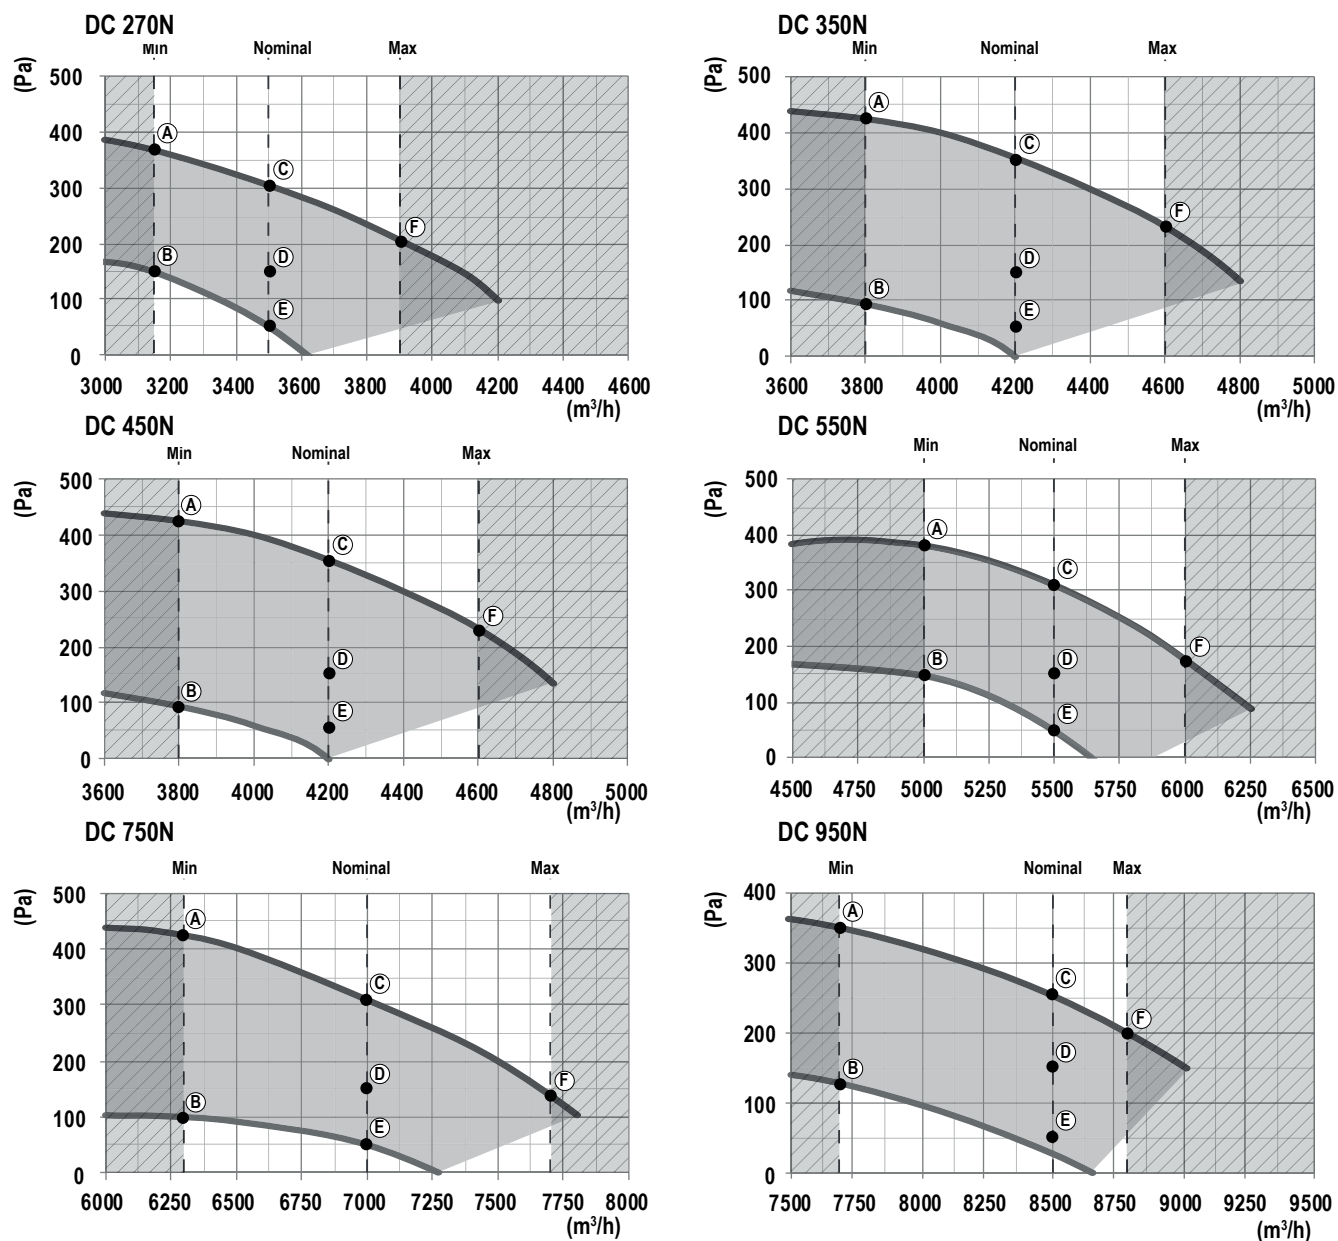 DC 270N
Min Nominal Max
(Pa)
500
400
300
200
100
0
A
C
F
B
D
E
3000 3200 3400 3600 3800 4000 4200 4400 4600
(m³/h)
DC 350N
Min Nominal Max
(Pa)
500
400
300
200
100
0
A
C
F
D
B
E
3600 3800 4000 4200 4400 4600 4800 5000
(m³/h)
DC 450N
Min Nominal Max
(Pa)
500
400
300
200
100
0
A
C
F
D
B
E
3600 3800 4000 4200 4400 4600 4800 5000
(m³/h)
DC 550N
Min Nominal Max
(Pa)
500
400
300
200
100
0
A
C
F
B
D
E
4500 4750 5000 5250 5500 5750 6000 6250 6500
(m³/h)
DC 750N
Min Nominal Max
(Pa)
500
400
300
200
100
0
A
C
D
F
B
E
6000 6250 6500 6750 7000 7250 7500 7750 8000
(m³/h)
DC 950N
Min Nominal Max
(Pa)
400
300
200
100
0
A
C
F
D
B
E
7500 7750 8000 8250 8500 8750 9000 9250 9500
(m³/h)